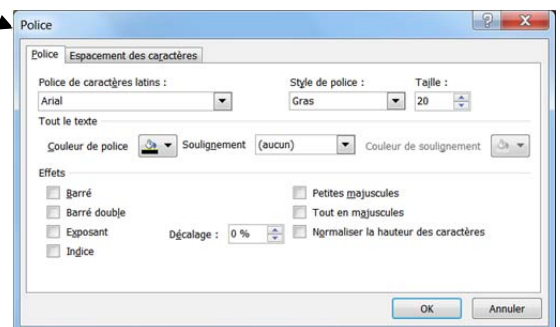 Police
Police Espacement des caractères
Police de caractères latins : Style de police : Taille :
Arial Gras 20
Tout le texte
Couleur de police Soulignement (aucun) Couleur de soulignement
Effets
Barré Petites majuscules
Barré double Tout en majuscules
Exposant Décalage : 0 % Normaliser la hauteur des caractères
Indice
OK Annuler